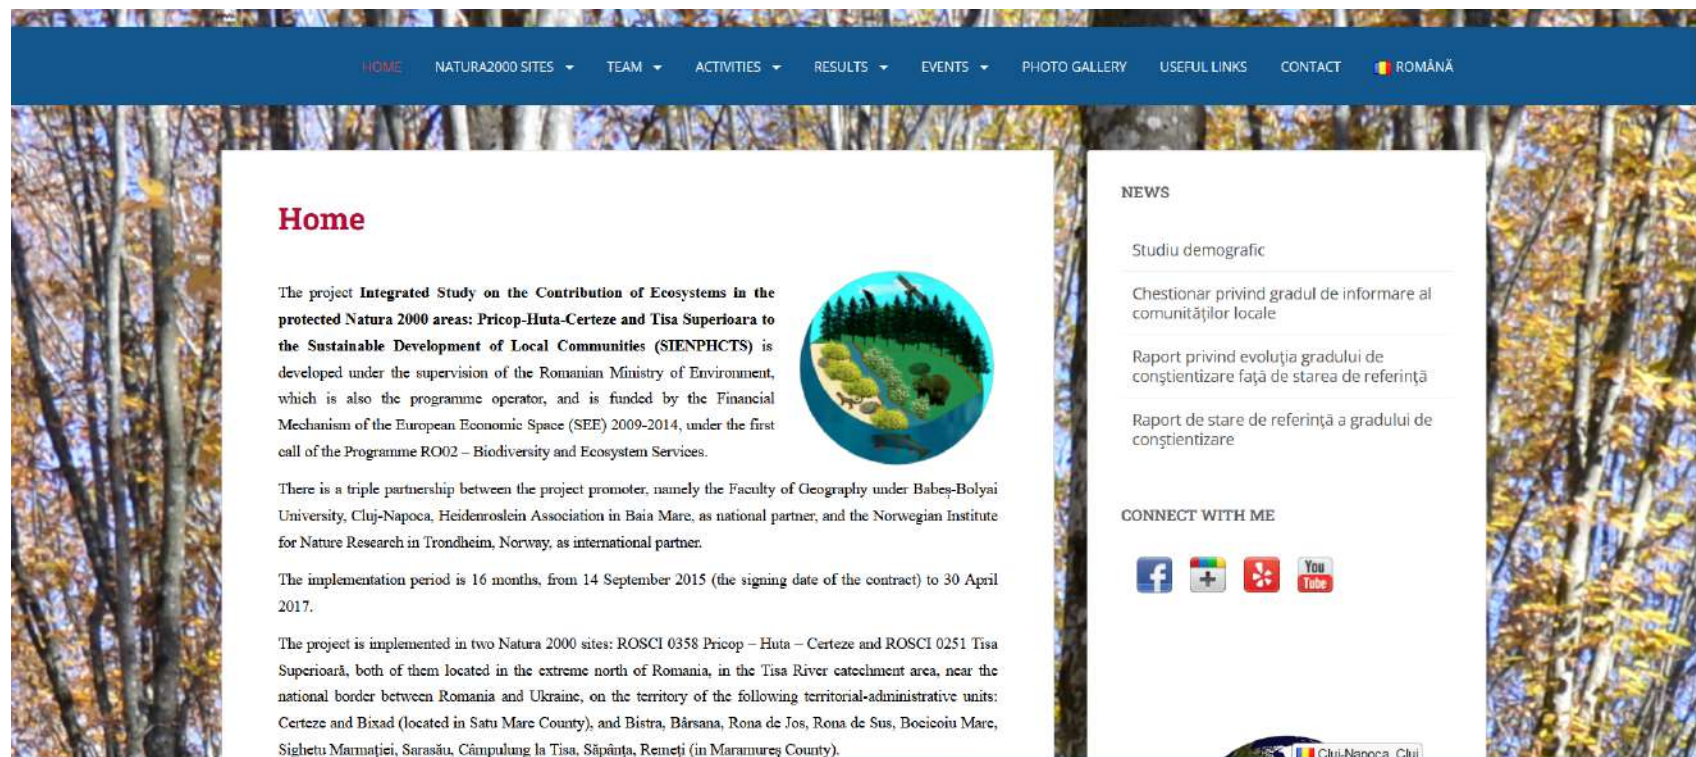 HOME NATURA2000 SITES TEAM ACTIVITIES RESULTS EVENTS PHOTO GALLERY USEFUL LINKS CONTACT ROMÂNĂ
Home
The project Integrated Study on the Contribution of Ecosystems in the
protected Natura 2000 areas: Pricop-Huta-Certeze and Tisa Superioara to
the Sustainable Development of Local Communities (SIENPHCTS) is
developed under the supervision of the Romanian Ministry of Environment,
which is also the programme operator, and is funded by the Financial
Mechanism of the European Economic Space (SEE) 2009-2014, under the first
call of the Programme RO02 – Biodiversity and Ecosystem Services.
There is a triple partnership between the project promoter, namely the Faculty of Geography under Babeș-Bolyai
University, Cluj-Napoca, Heidenroslein Association in Baia Mare, as national partner, and the Norwegian Institute
for Nature Research in Trondheim, Norway, as international partner.
The implementation period is 16 months, from 14 September 2015 (the signing date of the contract) to 30 April
2017.
The project is implemented in two Natura 2000 sites: ROSCI 0358 Pricop – Huta – Certeze and ROSCI 0251 Tisa
Superioară, both of them located in the extreme north of Romania, in the Tisa River catechment area, near the
national border between Romania and Ukraine, on the territory of the following territorial-administrative units:
Certeze and Bixad (located in Satu Mare County), and Bistra, Bârsana, Rona de Jos, Rona de Sus, Bocicoiu Mare,
Sighetu Marmației, Sarasău, Câmpulung la Tisa, Săpânța, Remeți (in Maramureș County).
NEWS
Studiu demografic
Chestionar privind gradul de informare al
comunităților locale
Raport privind evoluția gradului de
conștientizare față de starea de referință
Raport de stare de referință a gradului de
conștientizare
CONNECT WITH ME
You
Tube
Cluj-Napoca, Cluj